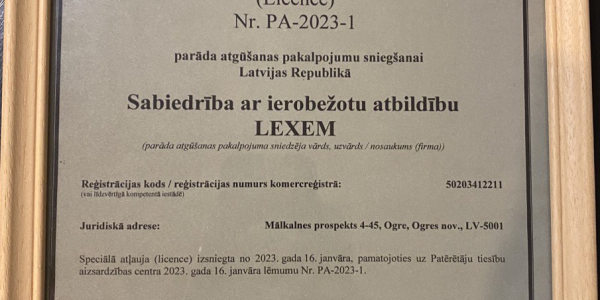 (Licence)
Nr. PA-2023-1
parāda atgūšanas pakalpojumu sniegšanai
Latvijas Republikā
Sabiedrība ar ierobežotu atbildību
LEXEM
(parāda atgūšanas pakalpojuma sniedzēja vārds, uzvārds / nosaukums (firma))
Reģistrācijas kods / reģistrācijas numurs komercreģistrā: 50203412211
(vai līdzvērtīgā kompetentā iestādē)
Juridiskā adrese: Mālkalnes prospekts 4-45, Ogre, Ogres nov., LV-5001
Speciālā atļauja (licence) izsniegta no 2023. gada 16. janvāra, pamatojoties uz Patērētāju tiesību
aizsardzības centra 2023. gada 16. janvāra lēmumu Nr. PA-2023-1.